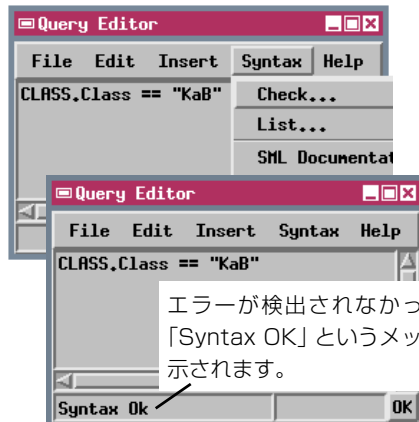 Query Editor
File Edit Insert Syntax Help
CLASS.Class == "KaB"
Check...
List...
SML Documentat
Query Editor
File Edit Insert Syntax Help
CLASS.Class == "KaB"
エラーが検出されなかっ
「Syntax OK」というメッ
示されます。
Syntax Ok
OK